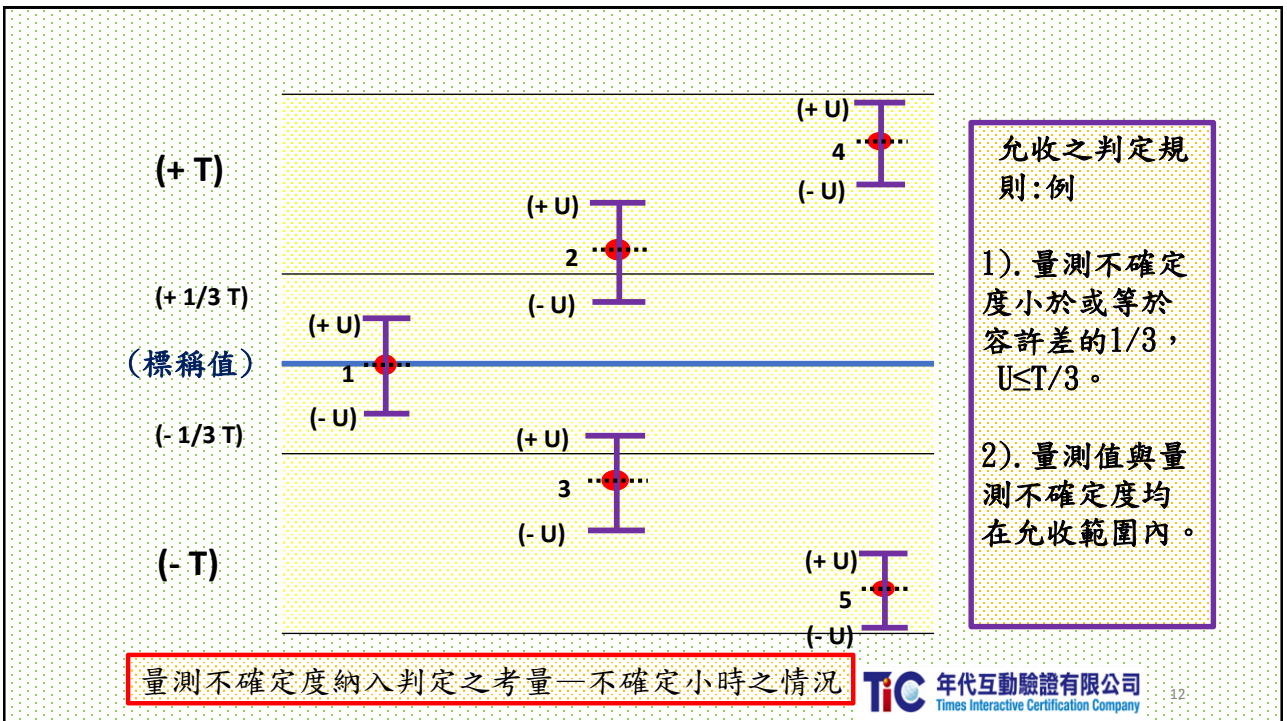 (+ T)
(+ 1/3 T)
(標稱值)
(- 1/3 T)
(- T)
(+ U)
1
(- U)
(+ U)
2
(- U)
(+ U)
3
(- U)
(+ U)
4
(- U)
(+ U)
5
(- U)
允收之判定規
則:例
1). 量測不確定
度小於或等於
容許差的1/3，
U≤T/3。
2). 量測值與量
測不確定度均
在允收範圍內。
量測不確定度納入判定之考量—不確定小時之情況
TiC 年代互動驗證有限公司
Times Interactive Certification Company
12